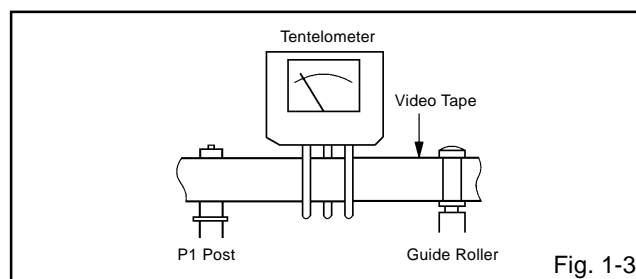 Tentelometer
Video Tape
P1 Post
Guide Roller
Fig. 1-3